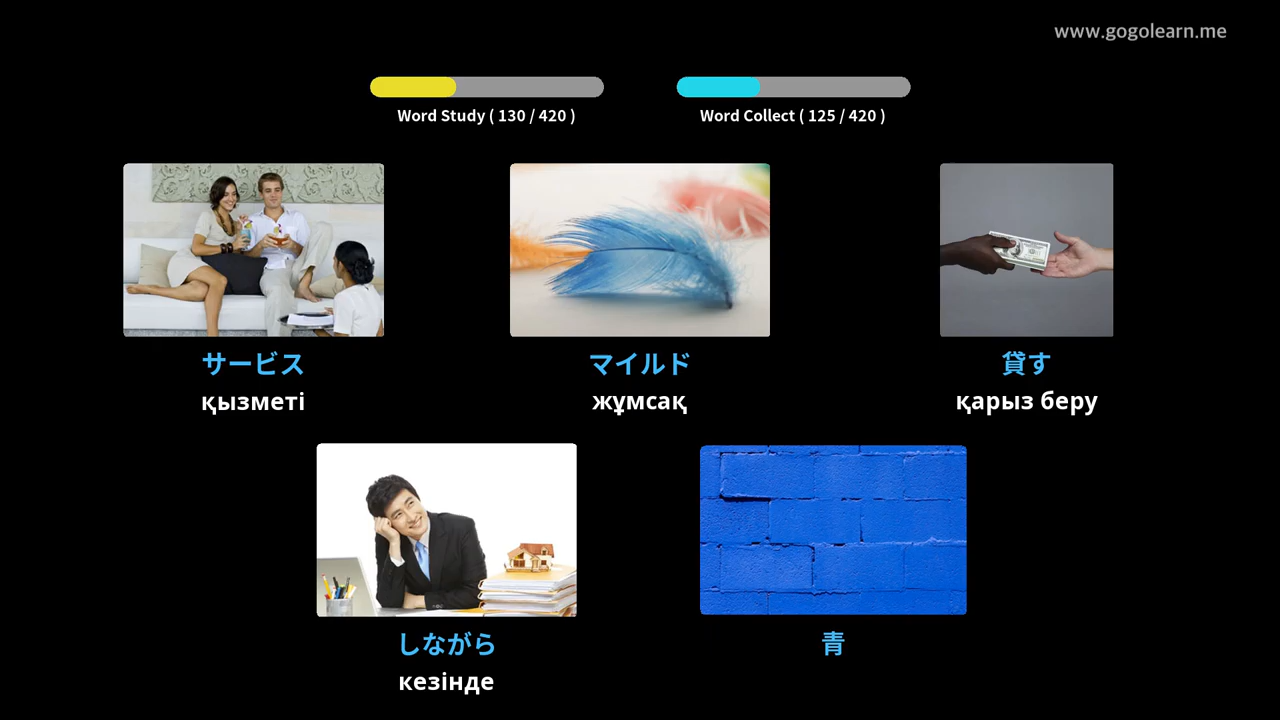 www.gogolearn.me
Word Study ( 130 / 420 )
Word Collect ( 125 / 420 )
サービス
қызметі
マイルド
жұмсақ
貸す
қарыз беру
しながら
кезінде
青